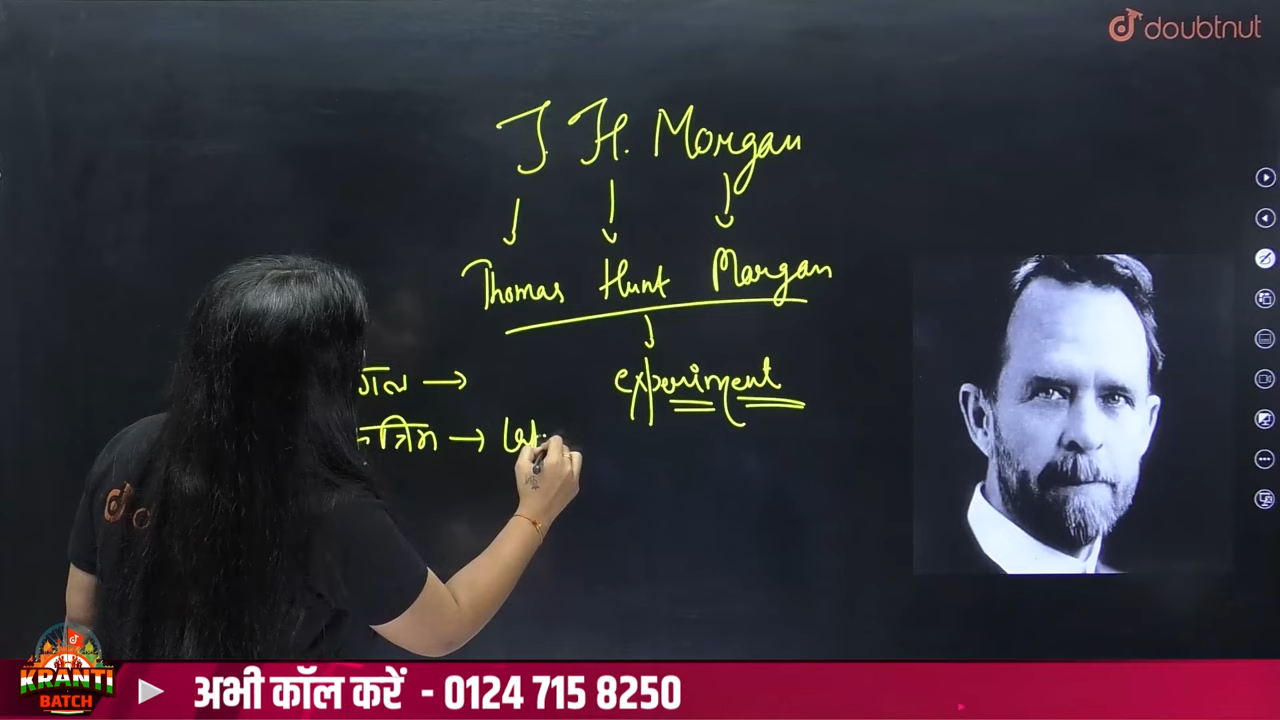 doubtnut
T H. Morgan
Thomas Hunt Morgan
experiment
KRANTI
BATCH
अभी कॉल करें - 0124 715 8250